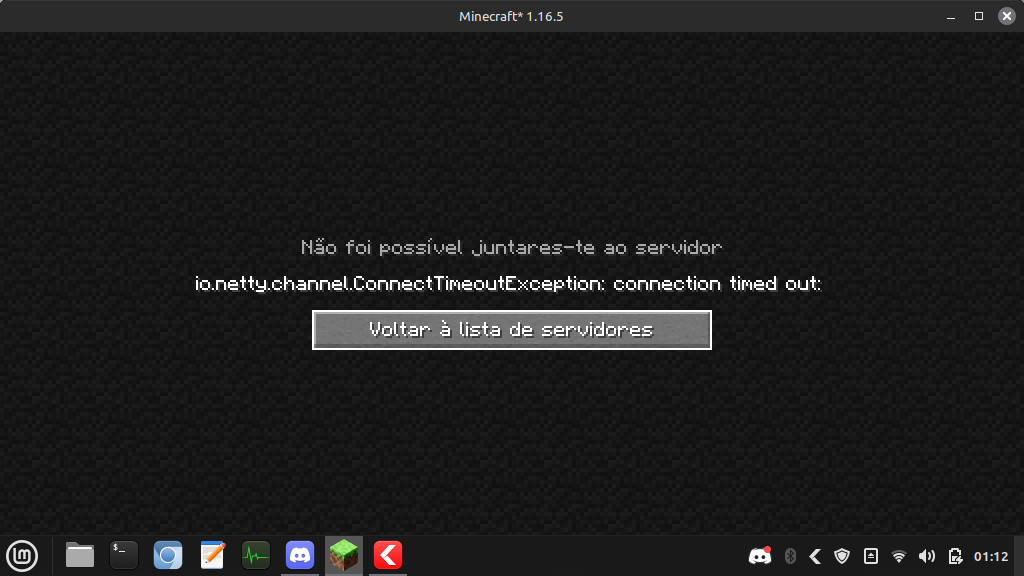 Minecraft* 1.16.5
Não foi possível juntares-te ao servidor
io.netty.channel.ConnectTimeoutException: connection timed out:
Voltar à lista de servidores
$_
lm
01:12